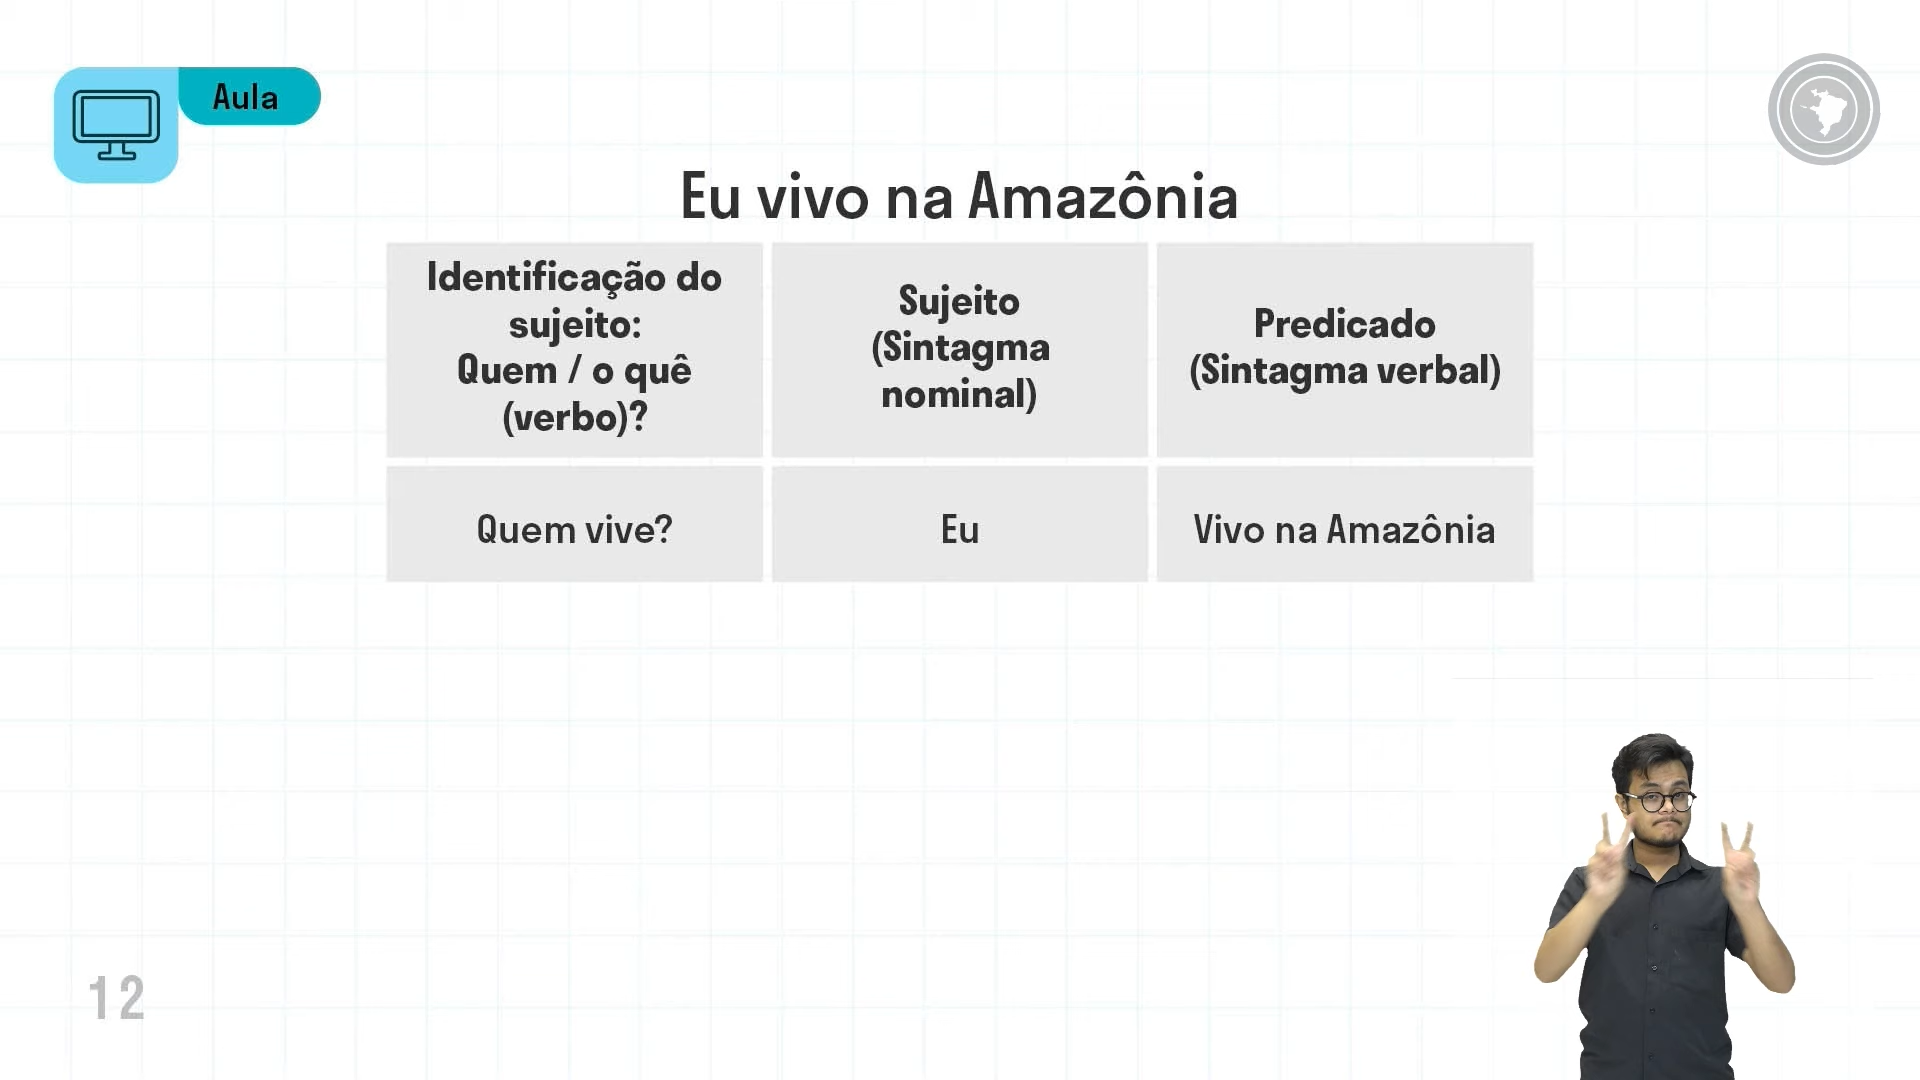 Aula
Eu vivo na Amazônia
Identificação do
sujeito:
Quem / o quê
(verbo)?
Sujeito
(Sintagma
nominal)
Predicado
(Sintagma verbal)
Quem vive?
Eu
Vivo na Amazônia
12